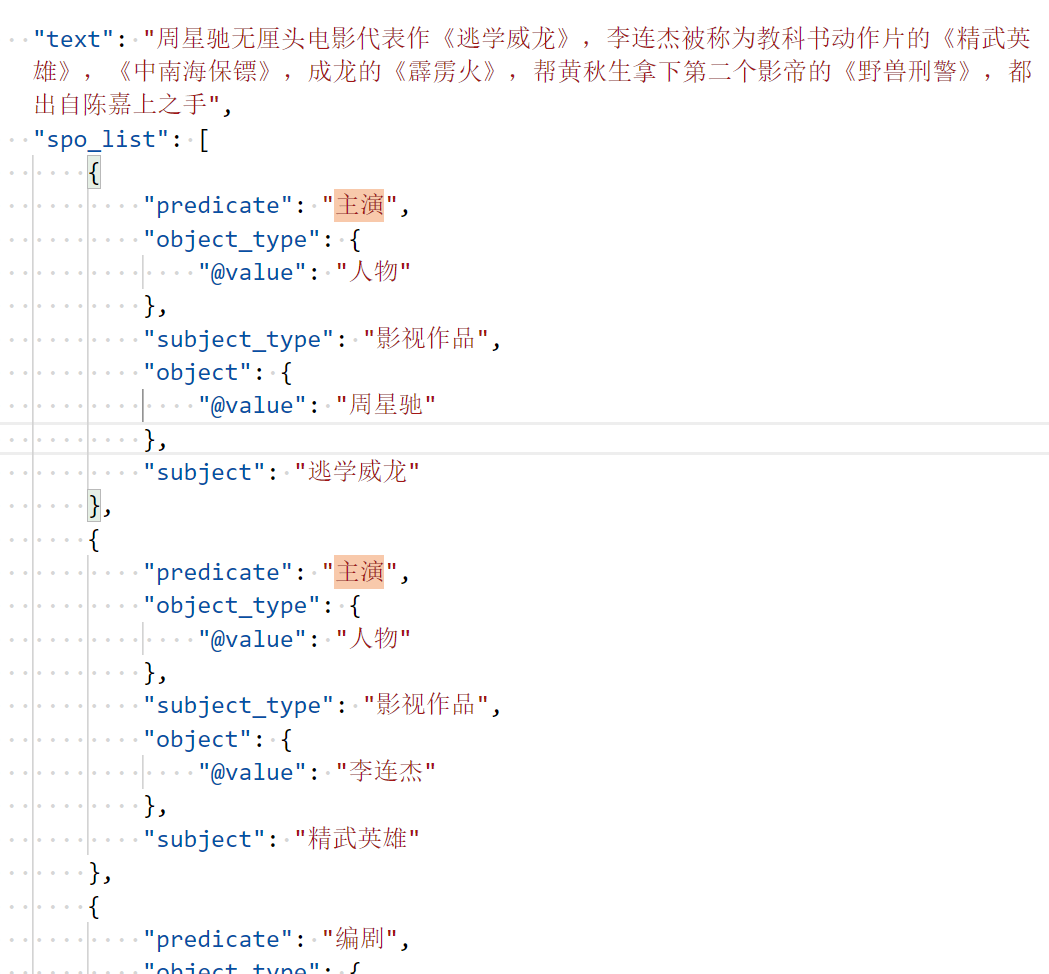 "text": "周星驰无厘头电影代表作《逃学威龙》，李连杰被称为教科书动作片的《精武英
雄》，《中南海保镖》，成龙的《霹雳火》，帮黄秋生拿下第二个影帝的《野兽刑警》，都
出自陈嘉上之手",
"spo_list": [
{
"predicate": "主演",
"object_type": {
"@value": "人物"
},
"subject_type": "影视作品",
"object": {
"@value": "周星驰"
},
"subject": "逃学威龙"
},
{
"predicate": "主演",
"object_type": {
"@value": "人物"
},
"subject_type": "影视作品",
"object": {
"@value": "李连杰"
},
"subject": "精武英雄"
},
{
"predicate": "编剧",
"object_type": {